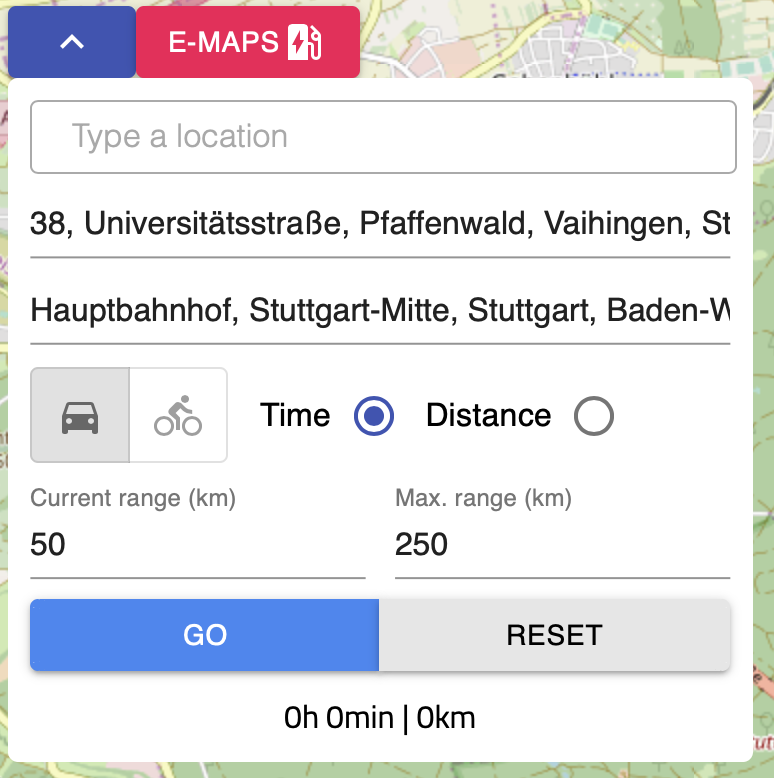 E-MAPS
Type a location
38, Universitätsstraße, Pfaffenwald, Vaihingen, St
Hauptbahnhof, Stuttgart-Mitte, Stuttgart, Baden-W
Time Distance
Current range (km) Max. range (km)
50 250
GO RESET
0h 0min | 0km